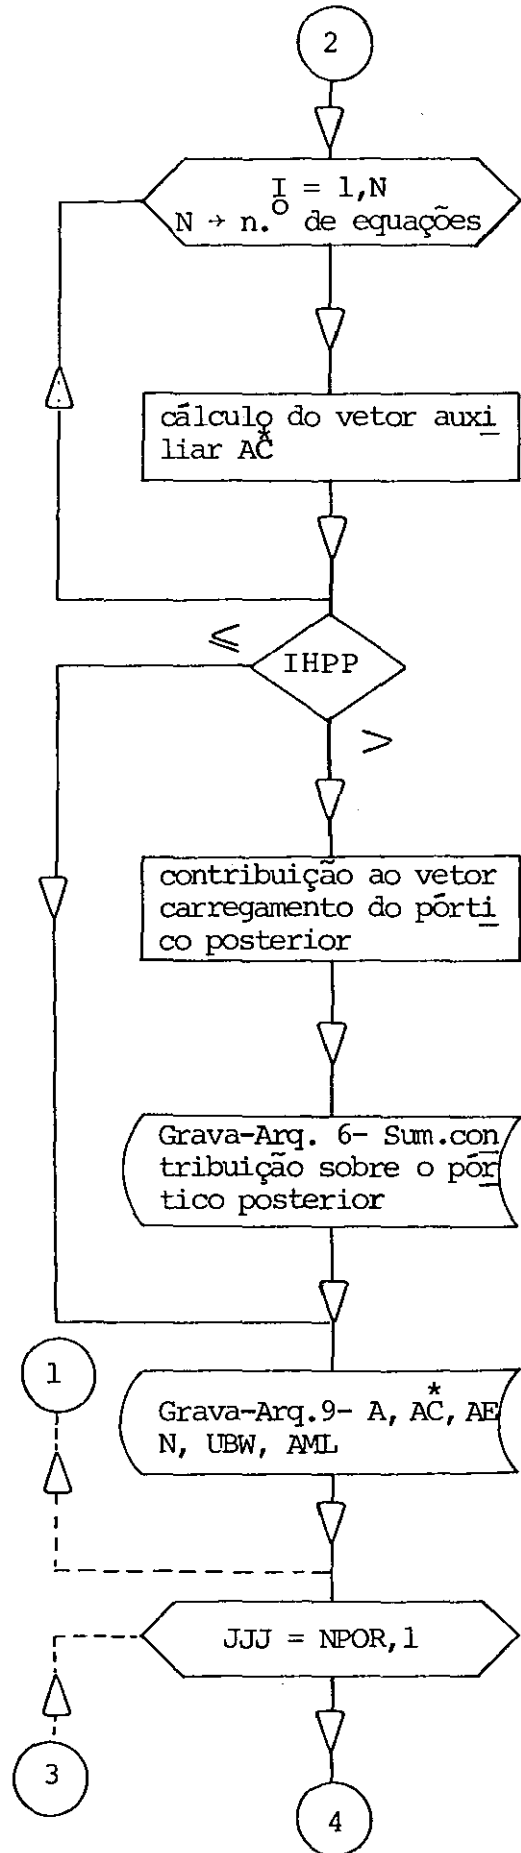 2
I = 1,N
N → n.º de equações
cálculo do vetor auxi
liar AC*
≤
IHPP
>
contribuição ao vetor
carregamento do pórti
co posterior
Grava-Arq. 6- Sum.con
tribuição sobre o pór
tico posterior
1
Grava-Arq.9- A, AC*, AE
N, UBW, AML
JJJ = NPOR,1
3
4